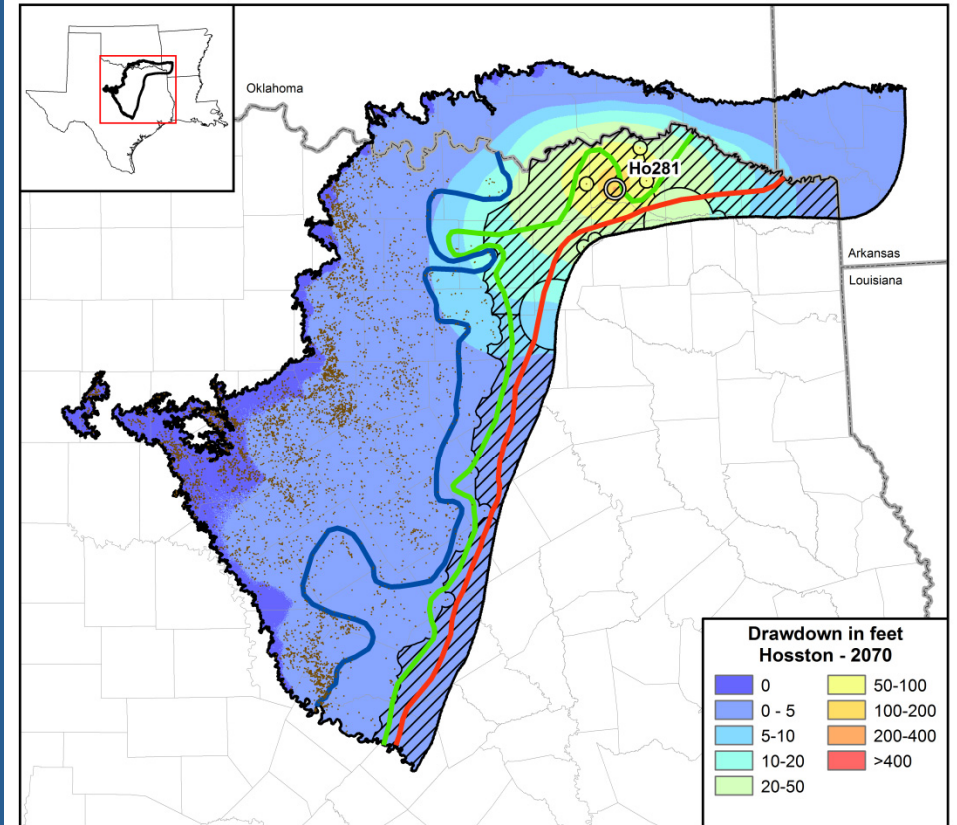 Oklahoma
Ho281
Arkansas
Louisiana
Drawdown in feet
Hosston - 2070
0
0 - 5
5-10
10-20
20-50
50-100
100-200
200-400
>400